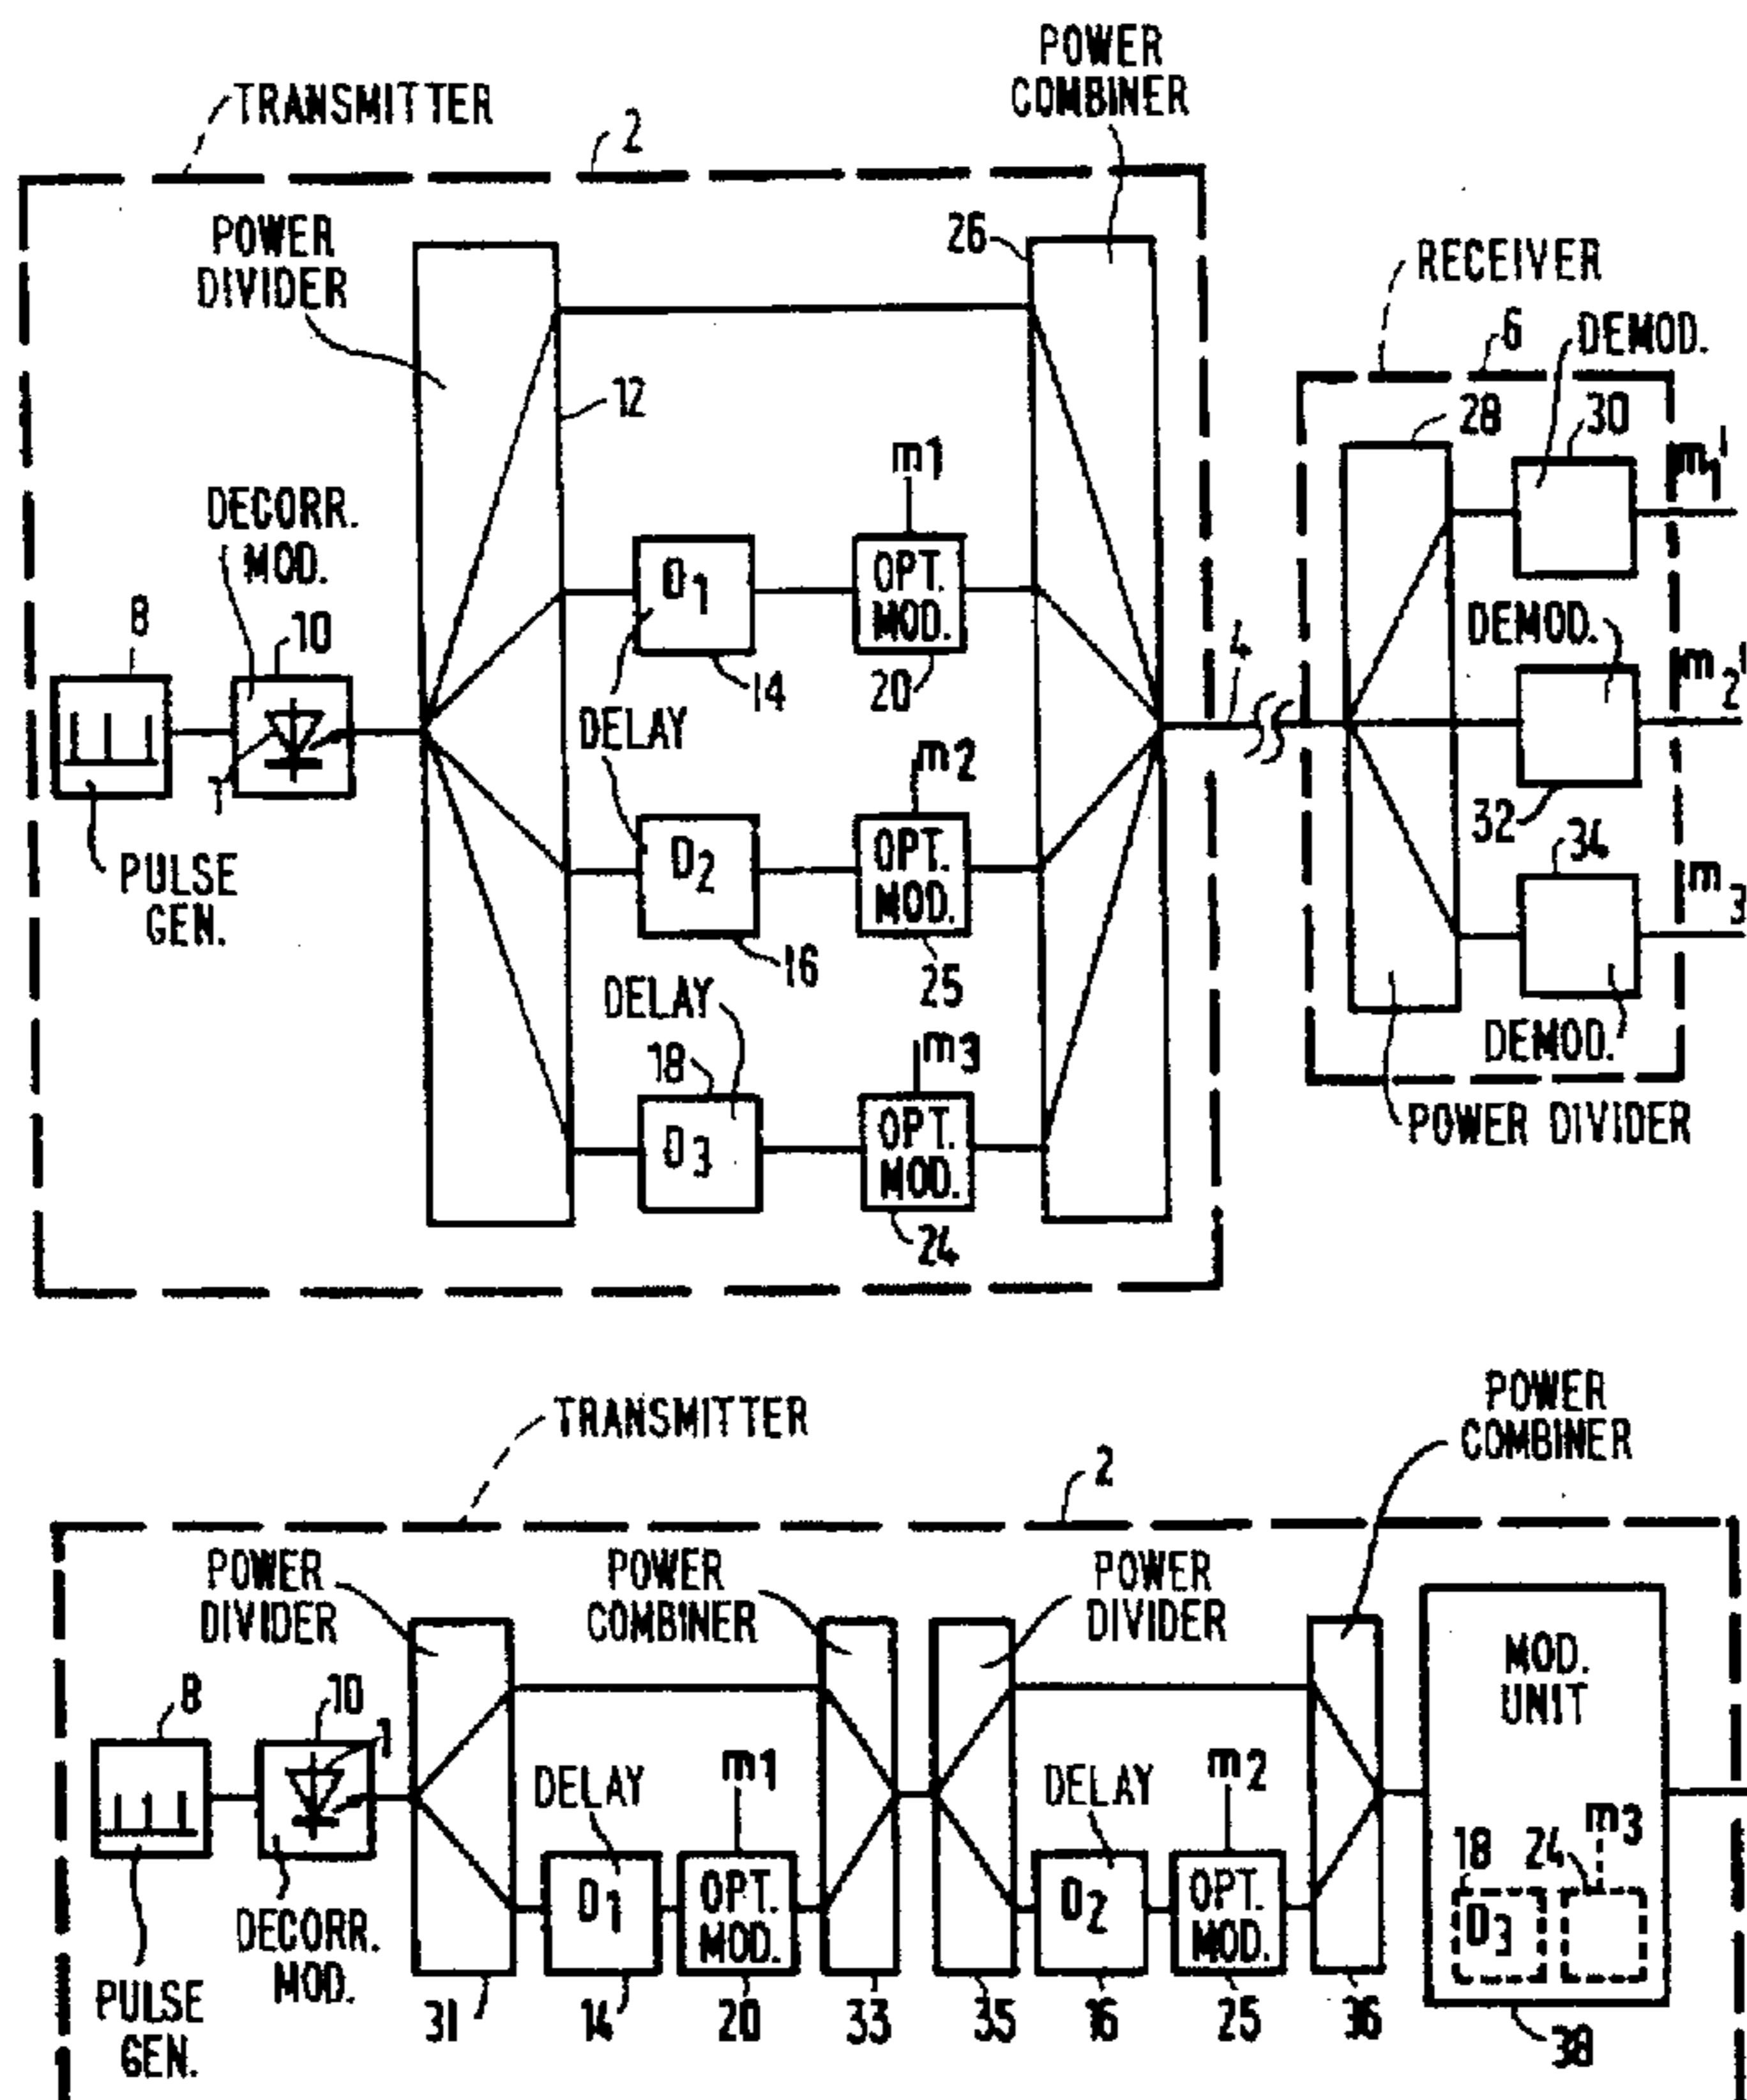 POWER
COMBINER
TRANSMITTER
2
POWER
DIVIDER
26
RECEIVER
6
DEMOD.
12
28
30
m1
m1'
DECORR.
MOD.
D1
OPT.
MOD.
8
10
14
20
4
DEMOD.
m2'
DELAY
1
m2
32
PULSE
GEN.
D2
OPT.
MOD.
34
m3
16
25
DELAY
18
m3
DEMOD.
D3
OPT.
MOD.
POWER DIVIDER
24
TRANSMITTER
2
POWER
COMBINER
POWER
DIVIDER
POWER
COMBINER
POWER
DIVIDER
MOD.
UNIT
8
10
1
DELAY
m1
DELAY
m2
18
24
m3
D1
OPT.
MOD.
D2
OPT.
MOD.
D3
DECORR.
MOD.
PULSE
GEN.
31
14
20
33
35
16
25
36
38